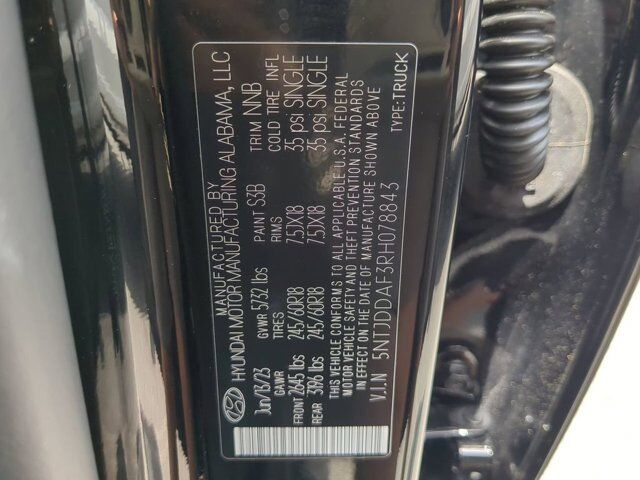 MANUFACTURED BY
HYUNDAI MOTOR MANUFACTURING ALABAMA, LLC
Jun/13/23 GVWR 5732 lbs PAINT S3B TRIM NNB
GAWR TIRES RIMS COLD TIRE INFL
FRONT 2645 lbs 245/60R18 7.5JX18 35 psi SINGLE
REAR 3196 lbs 245/60R18 7.5JX18 35 psi SINGLE
THIS VEHICLE CONFORMS TO ALL APPLICABLE U.S.A. FEDERAL
MOTOR VEHICLE SAFETY AND THEFT PREVENTION STANDARDS
IN EFFECT ON THE DATE OF MANUFACTURE SHOWN ABOVE
V.I.N 5NTJDDAF3RH078843 TYPE:TRUCK